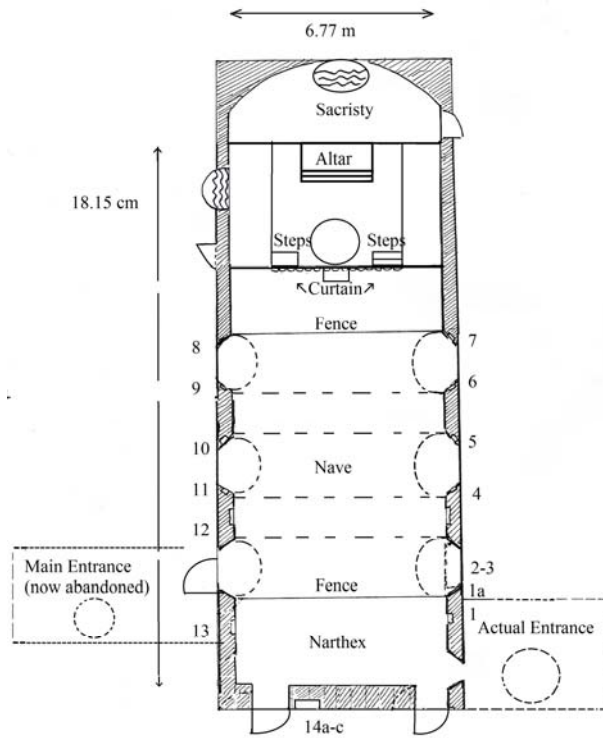 6.77 m
Sacristy
Altar
18.15 cm
Steps Steps
↖Curtain↗
Fence
7
8
6
9
5
10
Nave
11
4
12
Main Entrance
(now abandoned)
2-3
Fence
1a
1
13
Narthex
Actual Entrance
14a-c